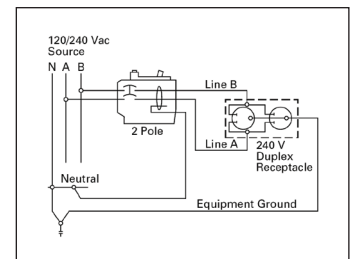 120/240 Vac
Source
N A B
Line B
2 Pole
Line A
240 V
Duplex
Receptacle
Neutral
Equipment Ground